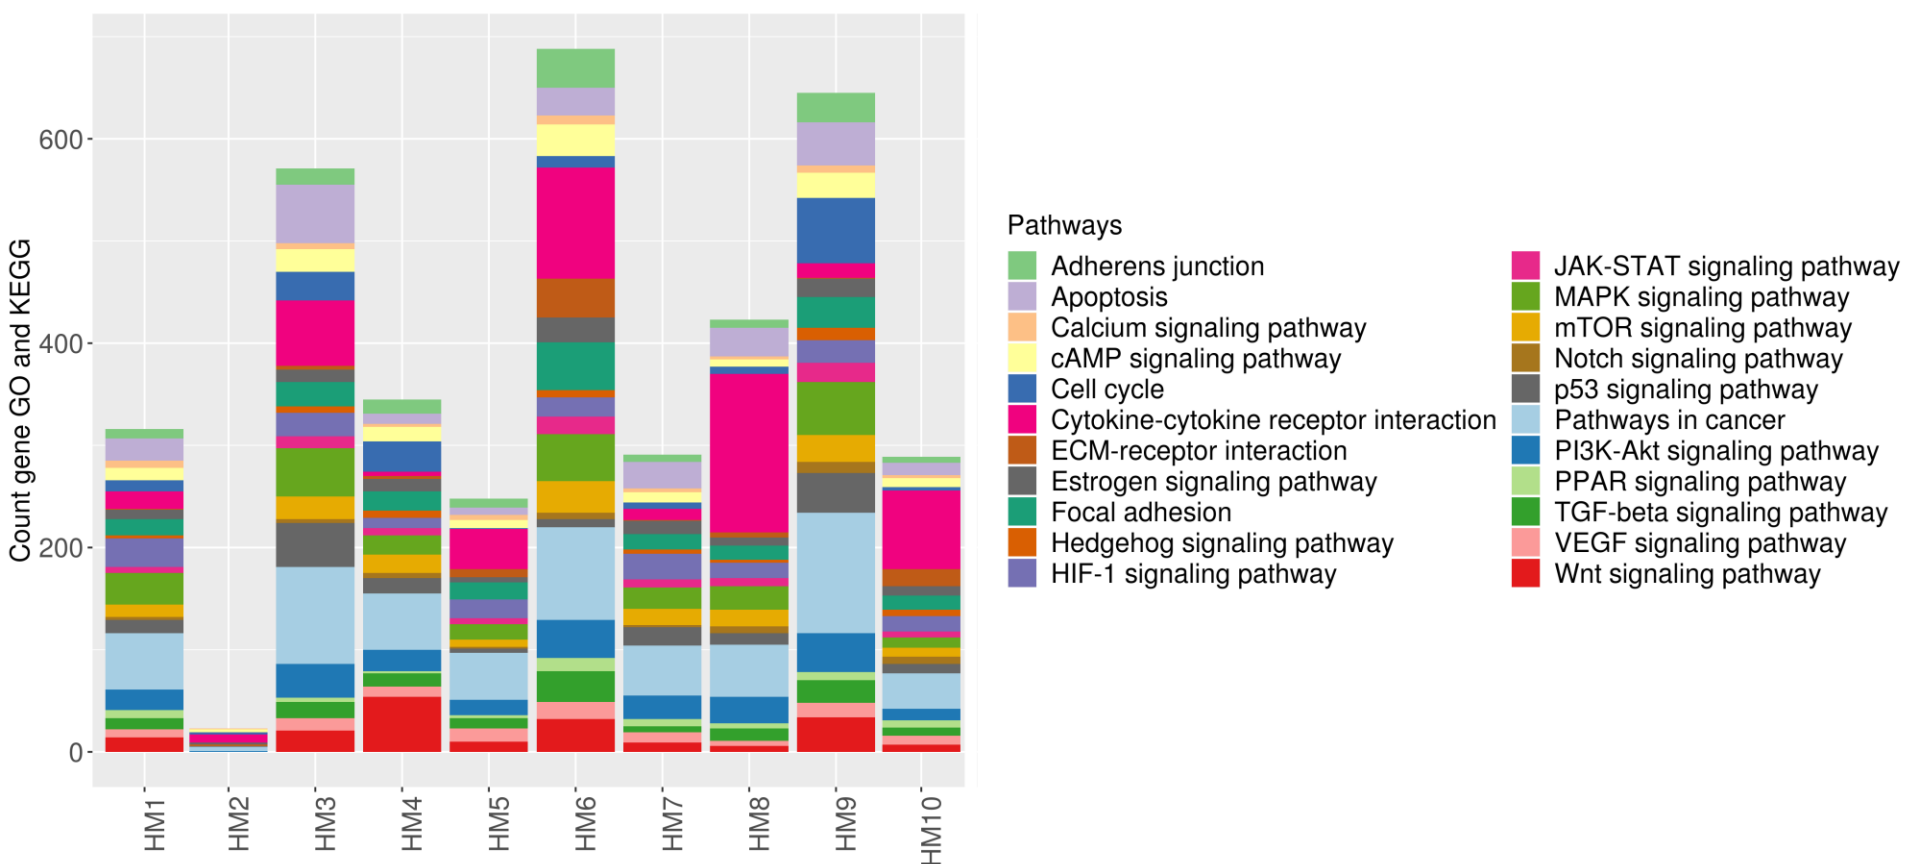 Count gene GO and KEGG
600
400
200
0
HM1
HM2
HM3
HM4
HM5
HM6
HM7
HM8
HM9
HM10
Pathways
Adherens junction
Apoptosis
Calcium signaling pathway
cAMP signaling pathway
Cell cycle
Cytokine-cytokine receptor interaction
ECM-receptor interaction
Estrogen signaling pathway
Focal adhesion
Hedgehog signaling pathway
HIF-1 signaling pathway
JAK-STAT signaling pathway
MAPK signaling pathway
mTOR signaling pathway
Notch signaling pathway
p53 signaling pathway
Pathways in cancer
PI3K-Akt signaling pathway
PPAR signaling pathway
TGF-beta signaling pathway
VEGF signaling pathway
Wnt signaling pathway